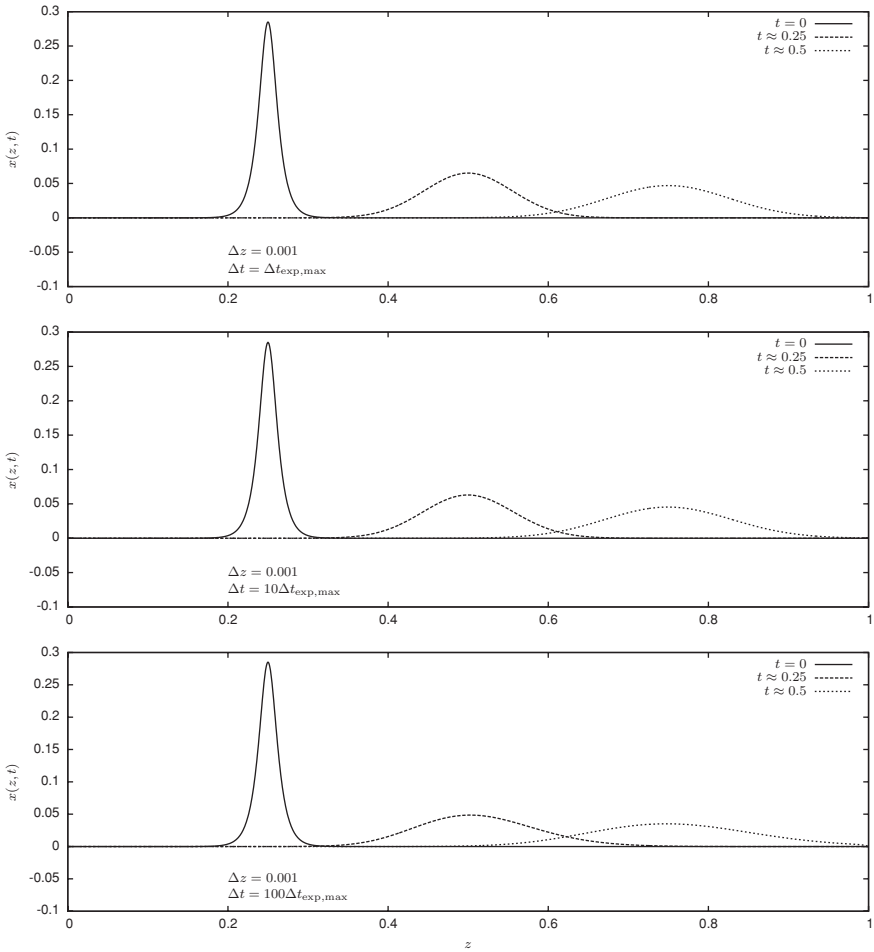 0.3
0.25
0.2
0.15
0.1
0.05
0
-0.05
-0.1
x(z, t)
t = 0
t ≈ 0.25
t ≈ 0.5
Δz = 0.001
Δt = Δt_exp,max
0 0.2 0.4 0.6 0.8 1
0.3
0.25
0.2
0.15
0.1
0.05
0
-0.05
-0.1
x(z, t)
t = 0
t ≈ 0.25
t ≈ 0.5
Δz = 0.001
Δt = 10Δt_exp,max
0 0.2 0.4 0.6 0.8 1
0.3
0.25
0.2
0.15
0.1
0.05
0
-0.05
-0.1
x(z, t)
t = 0
t ≈ 0.25
t ≈ 0.5
Δz = 0.001
Δt = 100Δt_exp,max
0 0.2 0.4 0.6 0.8 1
z